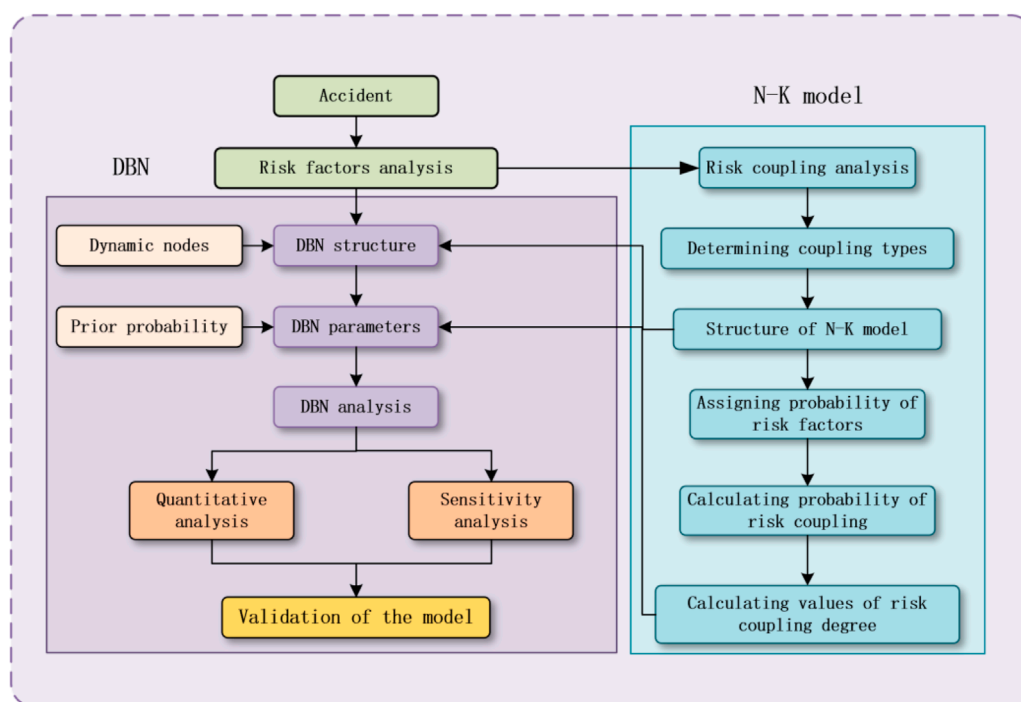 Accident
N-K model
DBN
Risk factors analysis
Risk coupling analysis
Dynamic nodes
DBN structure
Determining coupling types
Prior probability
DBN parameters
Structure of N-K model
DBN analysis
Assigning probability of
risk factors
Quantitative
analysis
Sensitivity
analysis
Calculating probability of
risk coupling
Validation of the model
Calculating values of risk
coupling degree